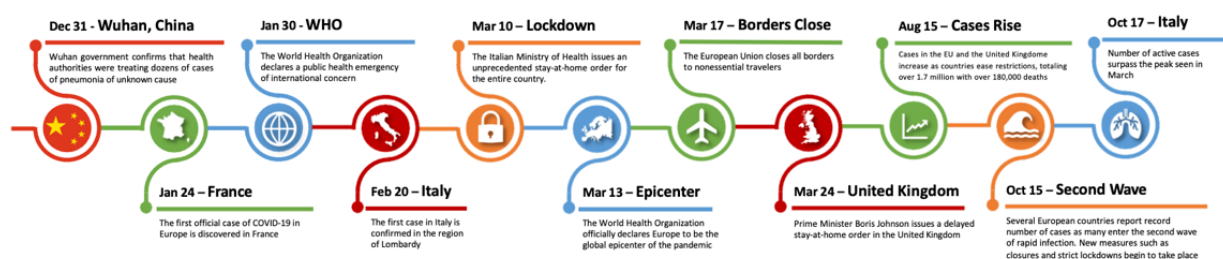 Dec 31 - Wuhan, China
Wuhan government confirms that health
authorities were treating dozens of cases
of pneumonia of unknown cause
Jan 24 – France
The first official case of COVID-19 in
Europe is discovered in France
Jan 30 - WHO
The World Health Organization
declares a public health emergency
of international concern
Feb 20 – Italy
The first case in Italy is
confirmed in the region
of Lombardy
Mar 10 – Lockdown
The Italian Ministry of Health issues an
unprecedented stay-at-home order for
the entire country.
Mar 13 – Epicenter
The World Health Organization
officially declares Europe to be the
global epicenter of the pandemic
Mar 17 – Borders Close
The European Union closes all borders
to nonessential travelers
Mar 24 – United Kingdom
Prime Minister Boris Johnson issues a delayed
stay-at-home order in the United Kingdom
Aug 15 – Cases Rise
Cases in the EU and the United Kingdome
increase as countries ease restrictions, totaling
over 1.7 million with over 180,000 deaths
Oct 15 – Second Wave
Several European countries report record
number of cases as many enter the second wave
of rapid infection. New measures such as
closures and strict lockdowns begin to take place
Oct 17 – Italy
Number of active cases
surpass the peak seen in
March